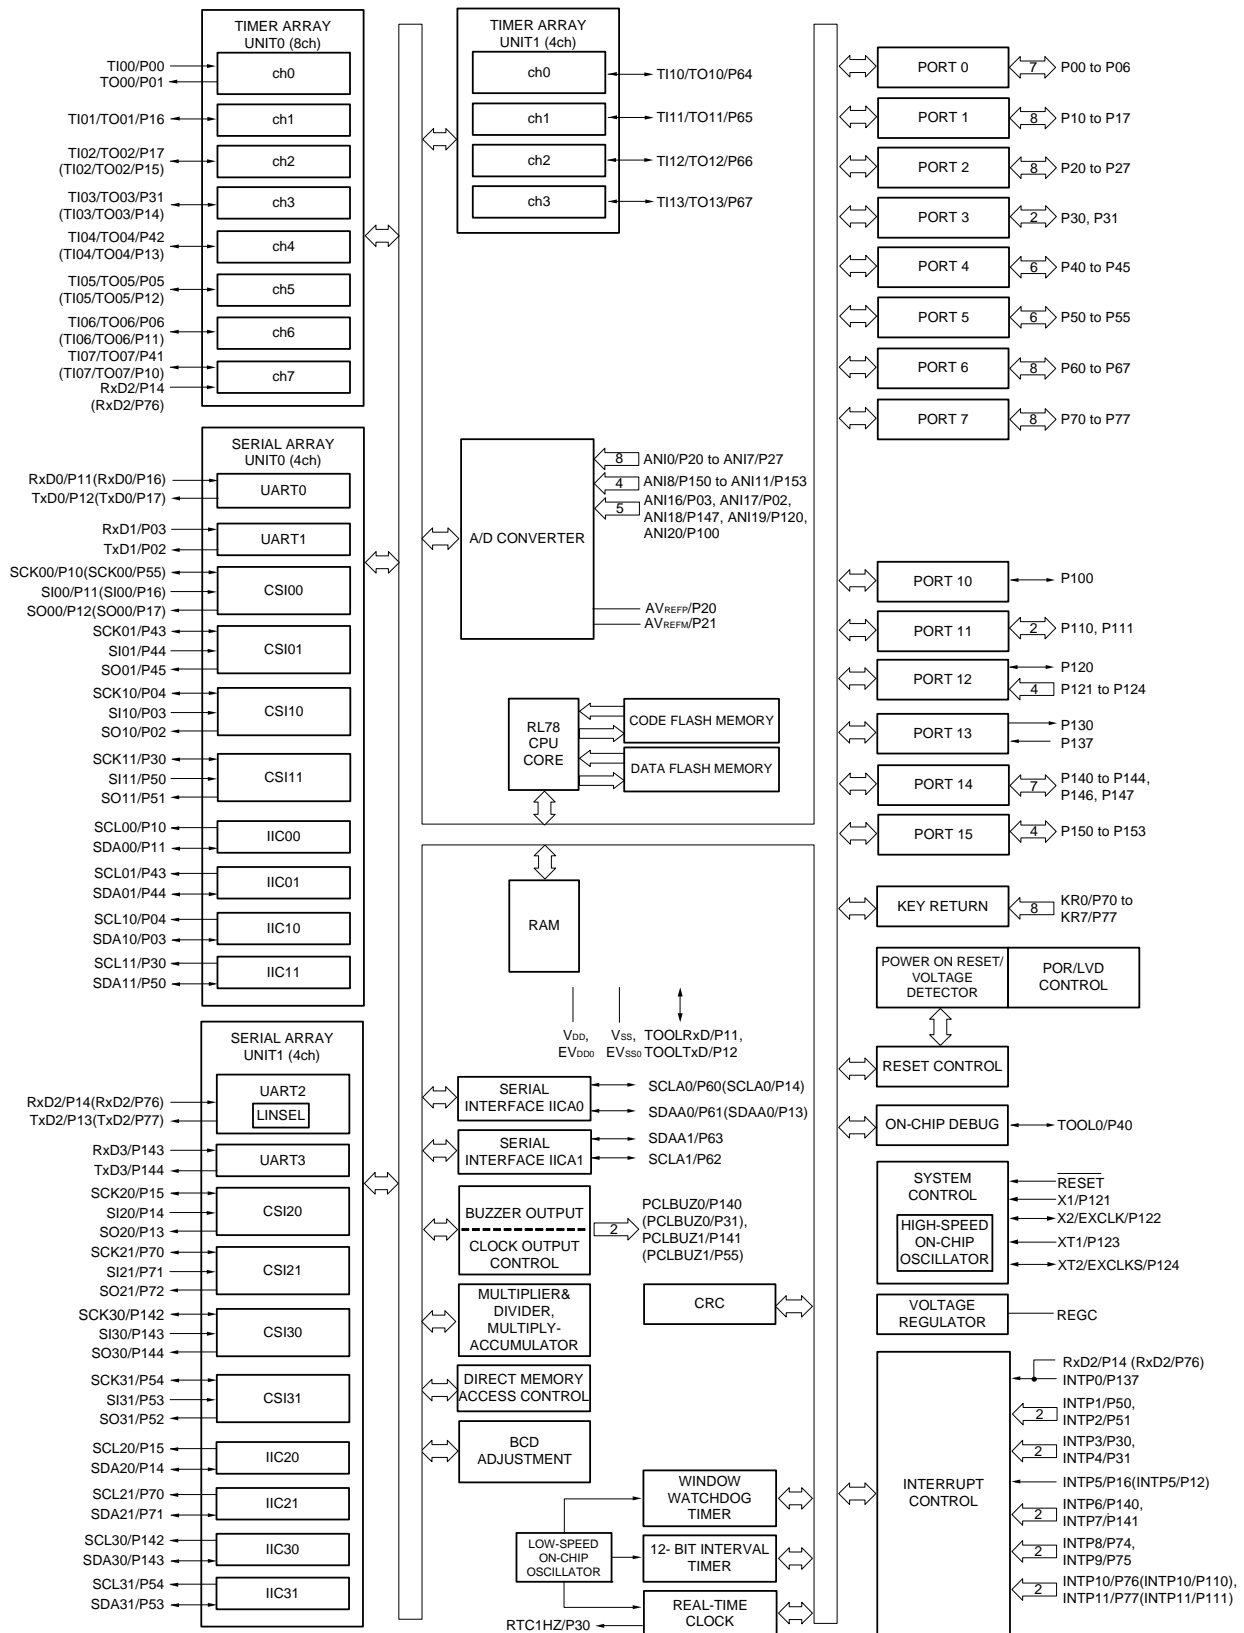 TIMER ARRAY
UNIT0 (8ch)
TI00/P00
TO00/P01
ch0
TI01/TO01/P16
ch1
TI02/TO02/P17
(TI02/TO02/P15)
ch2
TI03/TO03/P31
(TI03/TO03/P14)
ch3
TI04/TO04/P42
(TI04/TO04/P13)
ch4
TI05/TO05/P05
(TI05/TO05/P12)
ch5
TI06/TO06/P06
(TI06/TO06/P11)
ch6
TI07/TO07/P41
(TI07/TO07/P10)
RxD2/P14
(RxD2/P76)
ch7
SERIAL ARRAY
UNIT0 (4ch)
RxD0/P11(RxD0/P16)
TxD0/P12(TxD0/P17)
UART0
RxD1/P03
TxD1/P02
UART1
SCK00/P10(SCK00/P55)
SI00/P11(SI00/P16)
SO00/P12(SO00/P17)
CSI00
SCK01/P43
SI01/P44
SO01/P45
CSI01
SCK10/P04
SI10/P03
SO10/P02
CSI10
SCK11/P30
SI11/P50
SO11/P51
CSI11
SCL00/P10
SDA00/P11
IIC00
SCL01/P43
SDA01/P44
IIC01
SCL10/P04
SDA10/P03
IIC10
SCL11/P30
SDA11/P50
IIC11
SERIAL ARRAY
UNIT1 (4ch)
RxD2/P14(RxD2/P76)
TxD2/P13(TxD2/P77)
UART2
LINSEL
RxD3/P143
TxD3/P144
UART3
SCK20/P15
SI20/P14
SO20/P13
CSI20
SCK21/P70
SI21/P71
SO21/P72
CSI21
SCK30/P142
SI30/P143
SO30/P144
CSI30
SCK31/P54
SI31/P53
SO31/P52
CSI31
SCL20/P15
SDA20/P14
IIC20
SCL21/P70
SDA21/P71
IIC21
SCL30/P142
SDA30/P143
IIC30
SCL31/P54
SDA31/P53
IIC31
TIMER ARRAY
UNIT1 (4ch)
ch0
TI10/TO10/P64
ch1
TI11/TO11/P65
ch2
TI12/TO12/P66
ch3
TI13/TO13/P67
A/D CONVERTER
8 ANI0/P20 to ANI7/P27
4 ANI8/P150 to ANI11/P153
5 ANI16/P03, ANI17/P02,
ANI18/P147, ANI19/P120,
ANI20/P100
AVREFP/P20
AVREFM/P21
RL78
CPU
CORE
CODE FLASH MEMORY
DATA FLASH MEMORY
RAM
VDD,
EVDD0
VSS,
EVSS0
TOOLRxD/P11,
TOOLTxD/P12
SERIAL
INTERFACE IICA0
SCLA0/P60(SCLA0/P14)
SDAA0/P61(SDAA0/P13)
SERIAL
INTERFACE IICA1
SDAA1/P63
SCLA1/P62
BUZZER OUTPUT
CLOCK OUTPUT
CONTROL
2
PCLBUZ0/P140
(PCLBUZ0/P31),
PCLBUZ1/P141
(PCLBUZ1/P55)
MULTIPLIER&
DIVIDER,
MULTIPLY-
ACCUMULATOR
CRC
DIRECT MEMORY
ACCESS CONTROL
BCD
ADJUSTMENT
WINDOW
WATCHDOG
TIMER
LOW-SPEED
ON-CHIP
OSCILLATOR
12- BIT INTERVAL
TIMER
REAL-TIME
CLOCK
RTC1HZ/P30
PORT 0
7 P00 to P06
PORT 1
8 P10 to P17
PORT 2
8 P20 to P27
PORT 3
2 P30, P31
PORT 4
6 P40 to P45
PORT 5
6 P50 to P55
PORT 6
8 P60 to P67
PORT 7
8 P70 to P77
PORT 10
P100
PORT 11
2 P110, P111
PORT 12
P120
4 P121 to P124
PORT 13
P130
P137
PORT 14
7 P140 to P144,
P146, P147
PORT 15
4 P150 to P153
KEY RETURN
8 KR0/P70 to
KR7/P77
POWER ON RESET/
VOLTAGE
DETECTOR
POR/LVD
CONTROL
RESET CONTROL
ON-CHIP DEBUG
TOOL0/P40
SYSTEM
CONTROL
HIGH-SPEED
ON-CHIP
OSCILLATOR
RESET
X1/P121
X2/EXCLK/P122
XT1/P123
XT2/EXCLKS/P124
VOLTAGE
REGULATOR
REGC
INTERRUPT
CONTROL
RxD2/P14 (RxD2/P76)
INTP0/P137
2 INTP1/P50,
INTP2/P51
2 INTP3/P30,
INTP4/P31
INTP5/P16(INTP5/P12)
2 INTP6/P140,
INTP7/P141
2 INTP8/P74,
INTP9/P75
2 INTP10/P76(INTP10/P110),
INTP11/P77(INTP11/P111)